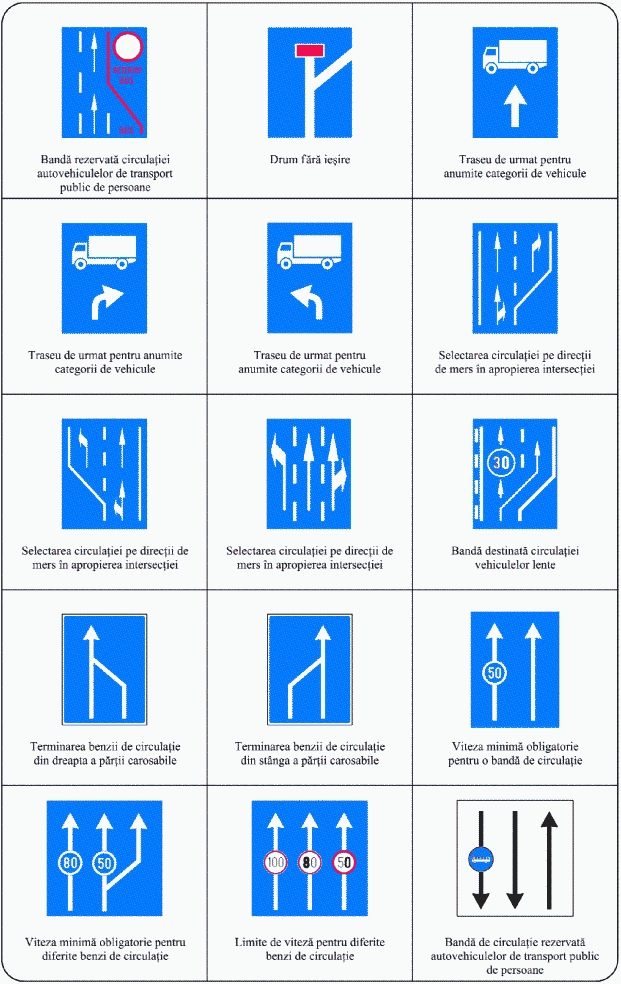 REZERVAT
BUS
BUS
Bandă rezervată circulației
autovehiculelor de transport
public de persoane
Drum fără ieșire
Traseu de urmat pentru
anumite categorii de vehicule
Traseu de urmat pentru anumite
categorii de vehicule
Traseu de urmat pentru
anumite categorii de vehicule
Selectarea circulației pe direcții
de mers în apropierea intersecției
Selectarea circulației pe direcții de
mers în apropierea intersecției
Selectarea circulației pe direcții de
mers în apropierea intersecției
30
Bandă destinată circulației
vehiculelor lente
Terminarea benzii de circulație
din dreapta a părții carosabile
Terminarea benzii de circulație
din stânga a părții carosabile
50
Viteza minimă obligatorie
pentru o bandă de circulație
80 50
Viteza minimă obligatorie pentru
diferite benzi de circulație
100 80 50
Limite de viteză pentru diferite
benzi de circulație
Bandă de circulație rezervată
autovehiculelor de transport public
de persoane